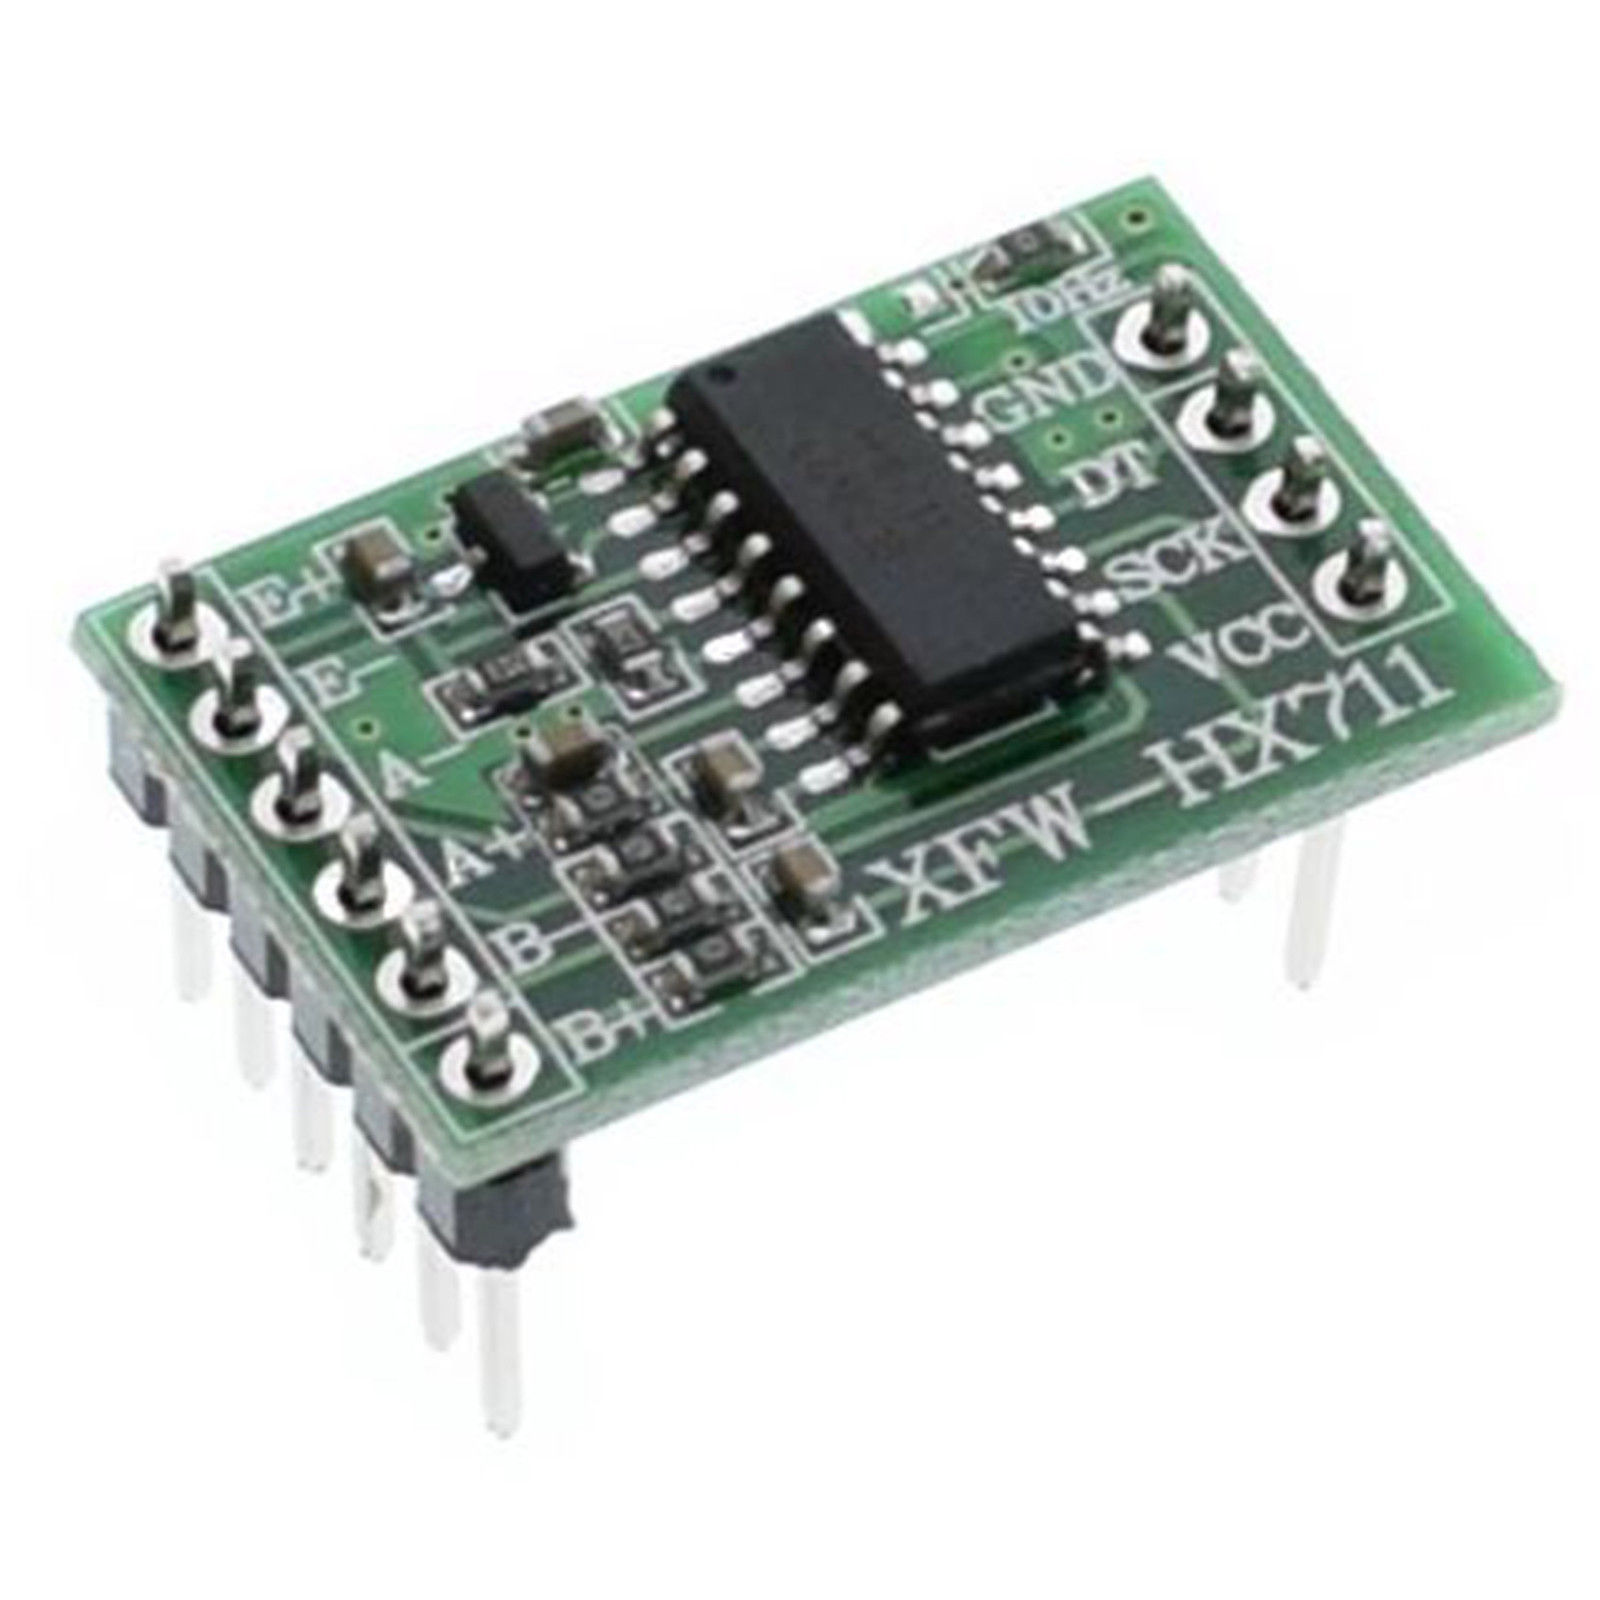 10Hz
GND
DT
SCK
VCC
E+
E-
A-
A+
B-
B+
XFW-HX711